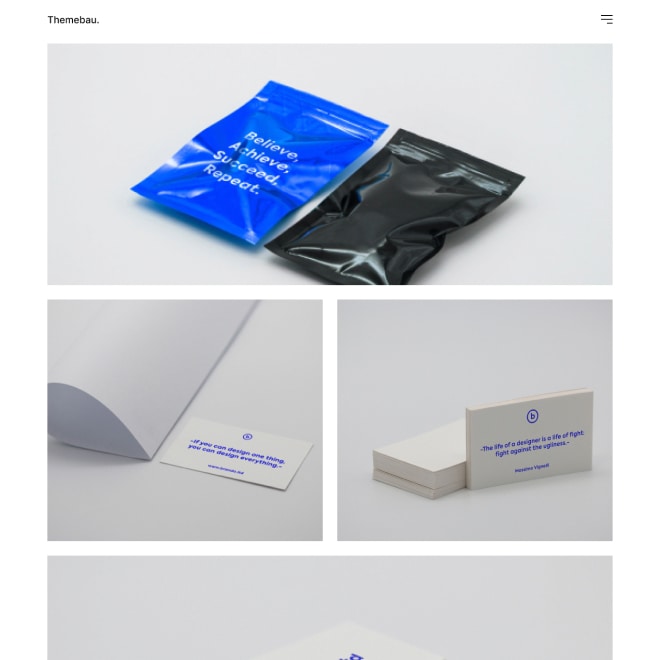 Themebau.
Believe,
Achieve,
Succeed,
Repeat.
b
„If you can design one thing,
you can design everything.“
b
„The life of a designer is a life of fight:
fight against the ugliness.“
Massimo Vignelli